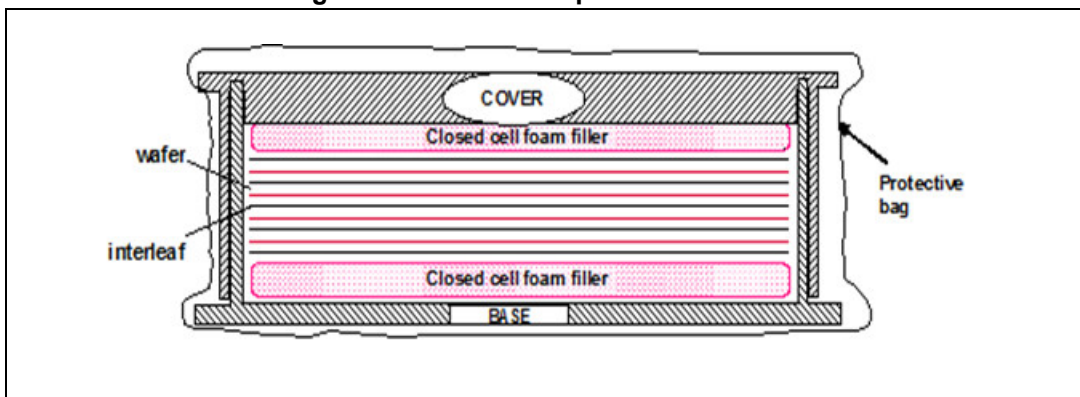 COVER
Closed cell foam filler
wafer
Protective
bag
interleaf
Closed cell foam filler
BASE